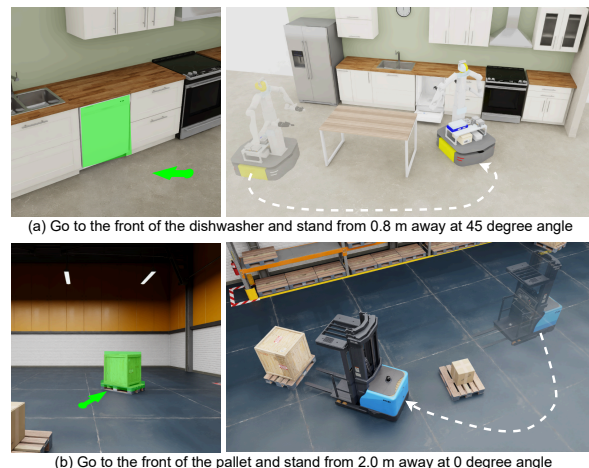 (a) Go to the front of the dishwasher and stand from 0.8 m away at 45 degree angle
(b) Go to the front of the pallet and stand from 2.0 m away at 0 degree angle